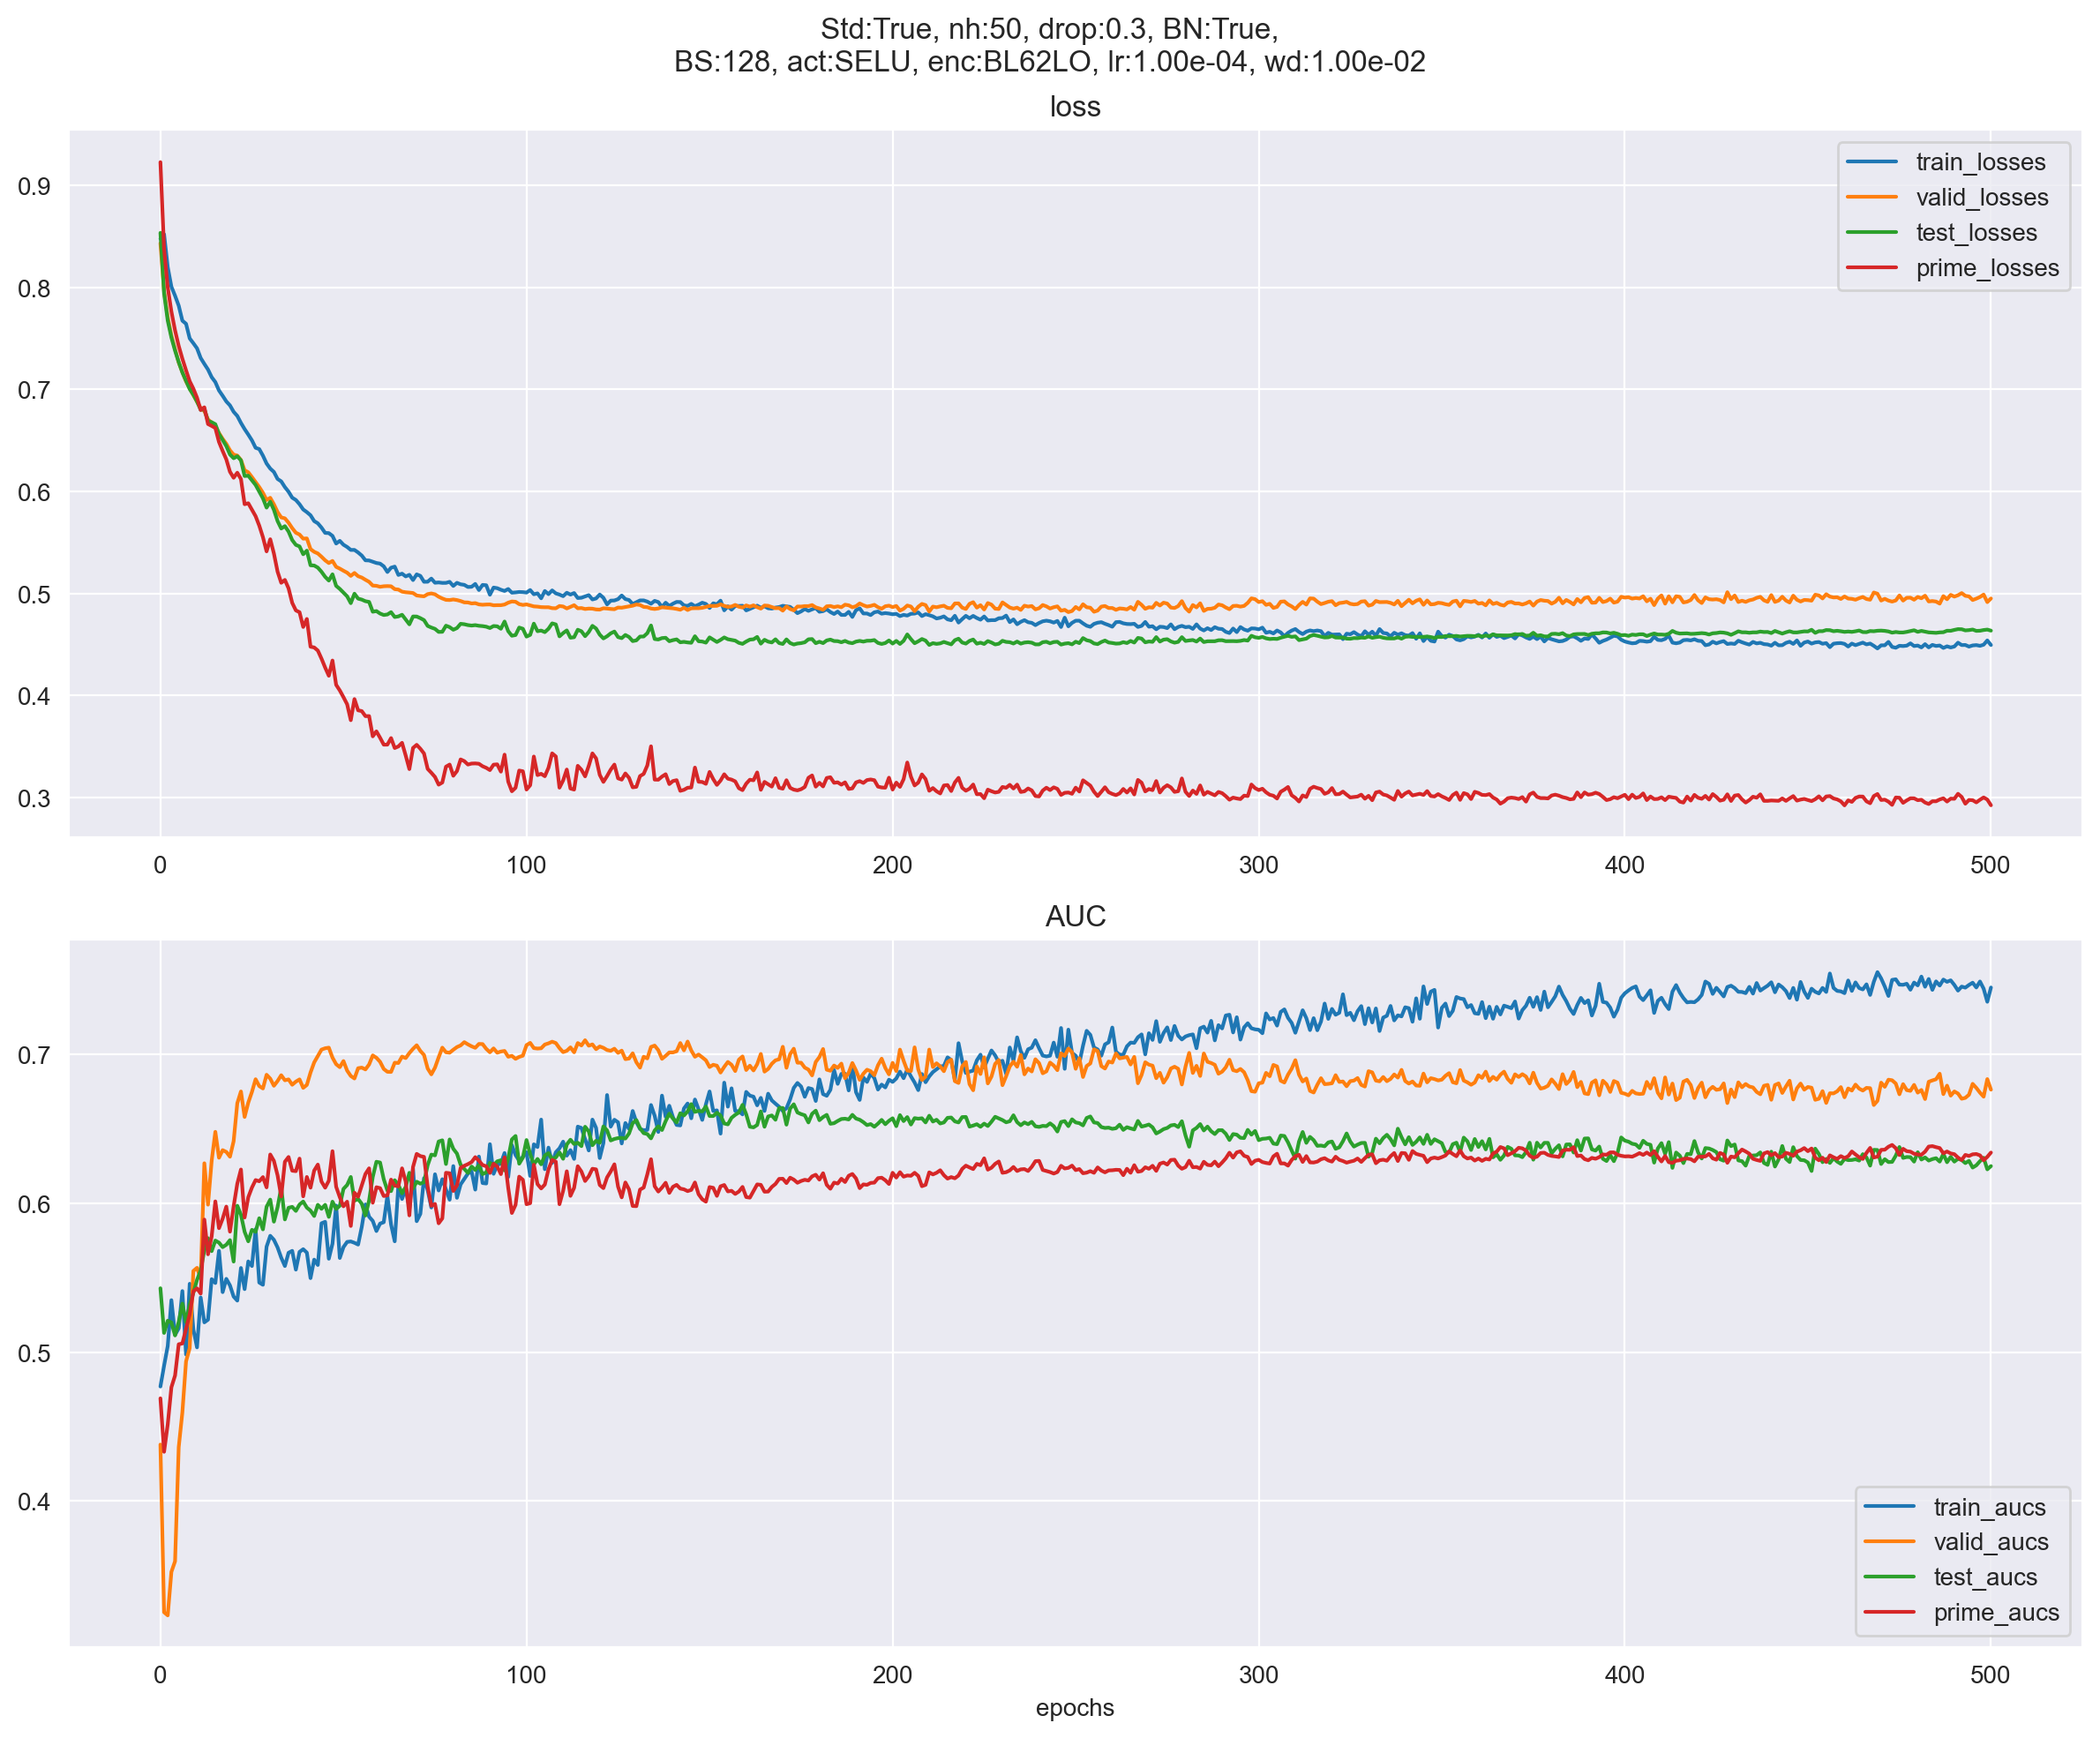 Std:True, nh:50, drop:0.3, BN:True,
BS:128, act:SELU, enc:BL62LO, lr:1.00e-04, wd:1.00e-02
loss
train_losses
valid_losses
test_losses
prime_losses
0.9
0.8
0.7
0.6
0.5
0.4
0.3
0 100 200 300 400 500
AUC
0.7
0.6
0.5
0.4
train_aucs
valid_aucs
test_aucs
prime_aucs
0 100 200 300 400 500
epochs